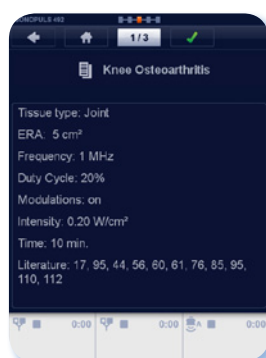 SONOPULS 492
1/3
Knee Osteoarthritis
Tissue type: Joint
ERA: 5 cm²
Frequency: 1 MHz
Duty Cycle: 20%
Modulations: on
Intensity: 0.20 W/cm²
Time: 10 min.
Literature: 17, 95, 44, 56, 60, 61, 76, 85, 95,
110, 112
0:00 0:00 A 0:00